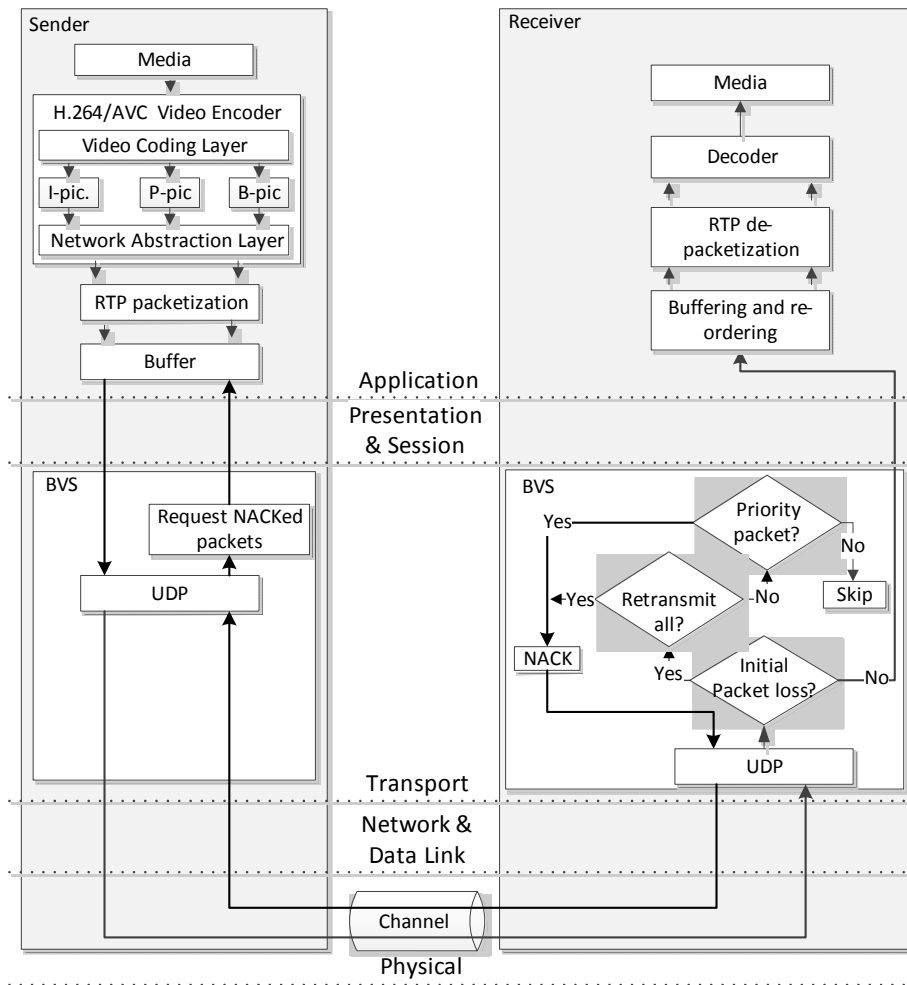 Sender
Media
H.264/AVC Video Encoder
Video Coding Layer
I-pic.
P-pic
B-pic
Network Abstraction Layer
RTP packetization
Buffer
Receiver
Media
Decoder
RTP de-
packetization
Buffering and re-
ordering
Application
Presentation
& Session
BVS
Request NACKed
packets
UDP
BVS
Priority
packet?
Yes
No
Skip
Retransmit
all?
Yes
No
NACK
Initial
Packet loss?
Yes
No
UDP
Transport
Network &
Data Link
Channel
Physical